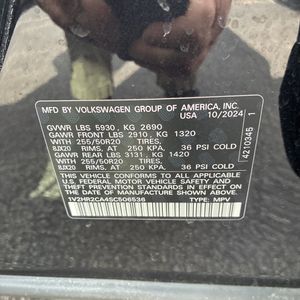 MFD BY VOLKSWAGEN GROUP OF AMERICA, INC.
USA 10/2024
GVWR LBS 5930, KG 2690
GAWR FRONT LBS 2910, KG 1320
WITH 255/50R20 TIRES,
8JX20 RIMS, AT 250 KPA, 36 PSI COLD
GAWR REAR LBS 3131, KG 1420
WITH 255/50R20 TIRES,
8JX20 RIMS, AT 250 KPA, 36 PSI COLD
THIS VEHICLE CONFORMS TO ALL APPLICABLE
U.S. FEDERAL MOTOR VEHICLE SAFETY
AND THEFT PREVENTION STANDARDS IN EFFECT ON
THE DATE OF MANUFACTURE SHOWN ABOVE.
1V2HR2CA4SC506536 TYPE: MPV
4210345 1